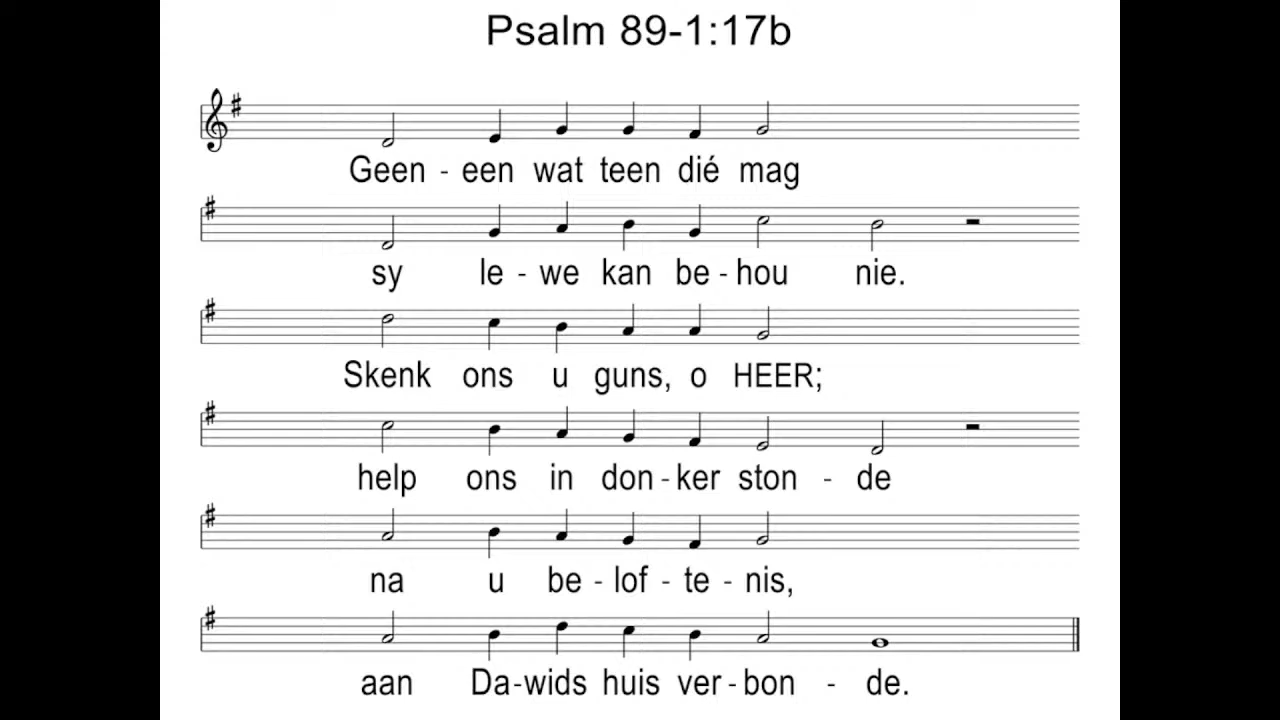 Psalm 89-1:17b
Geen - een wat teen dié mag
sy le - we kan be - hou nie.
Skenk ons u guns, o HEER;
help ons in don - ker ston - de
na u be - lof - te - nis,
aan Da - wids huis ver - bon - de.